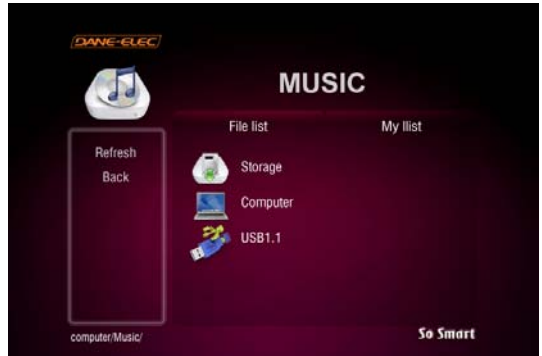 DANE-ELEC
MUSIC
File list
My llist
Refresh
Back
Storage
Computer
USB1.1
computer/Music/
So Smart